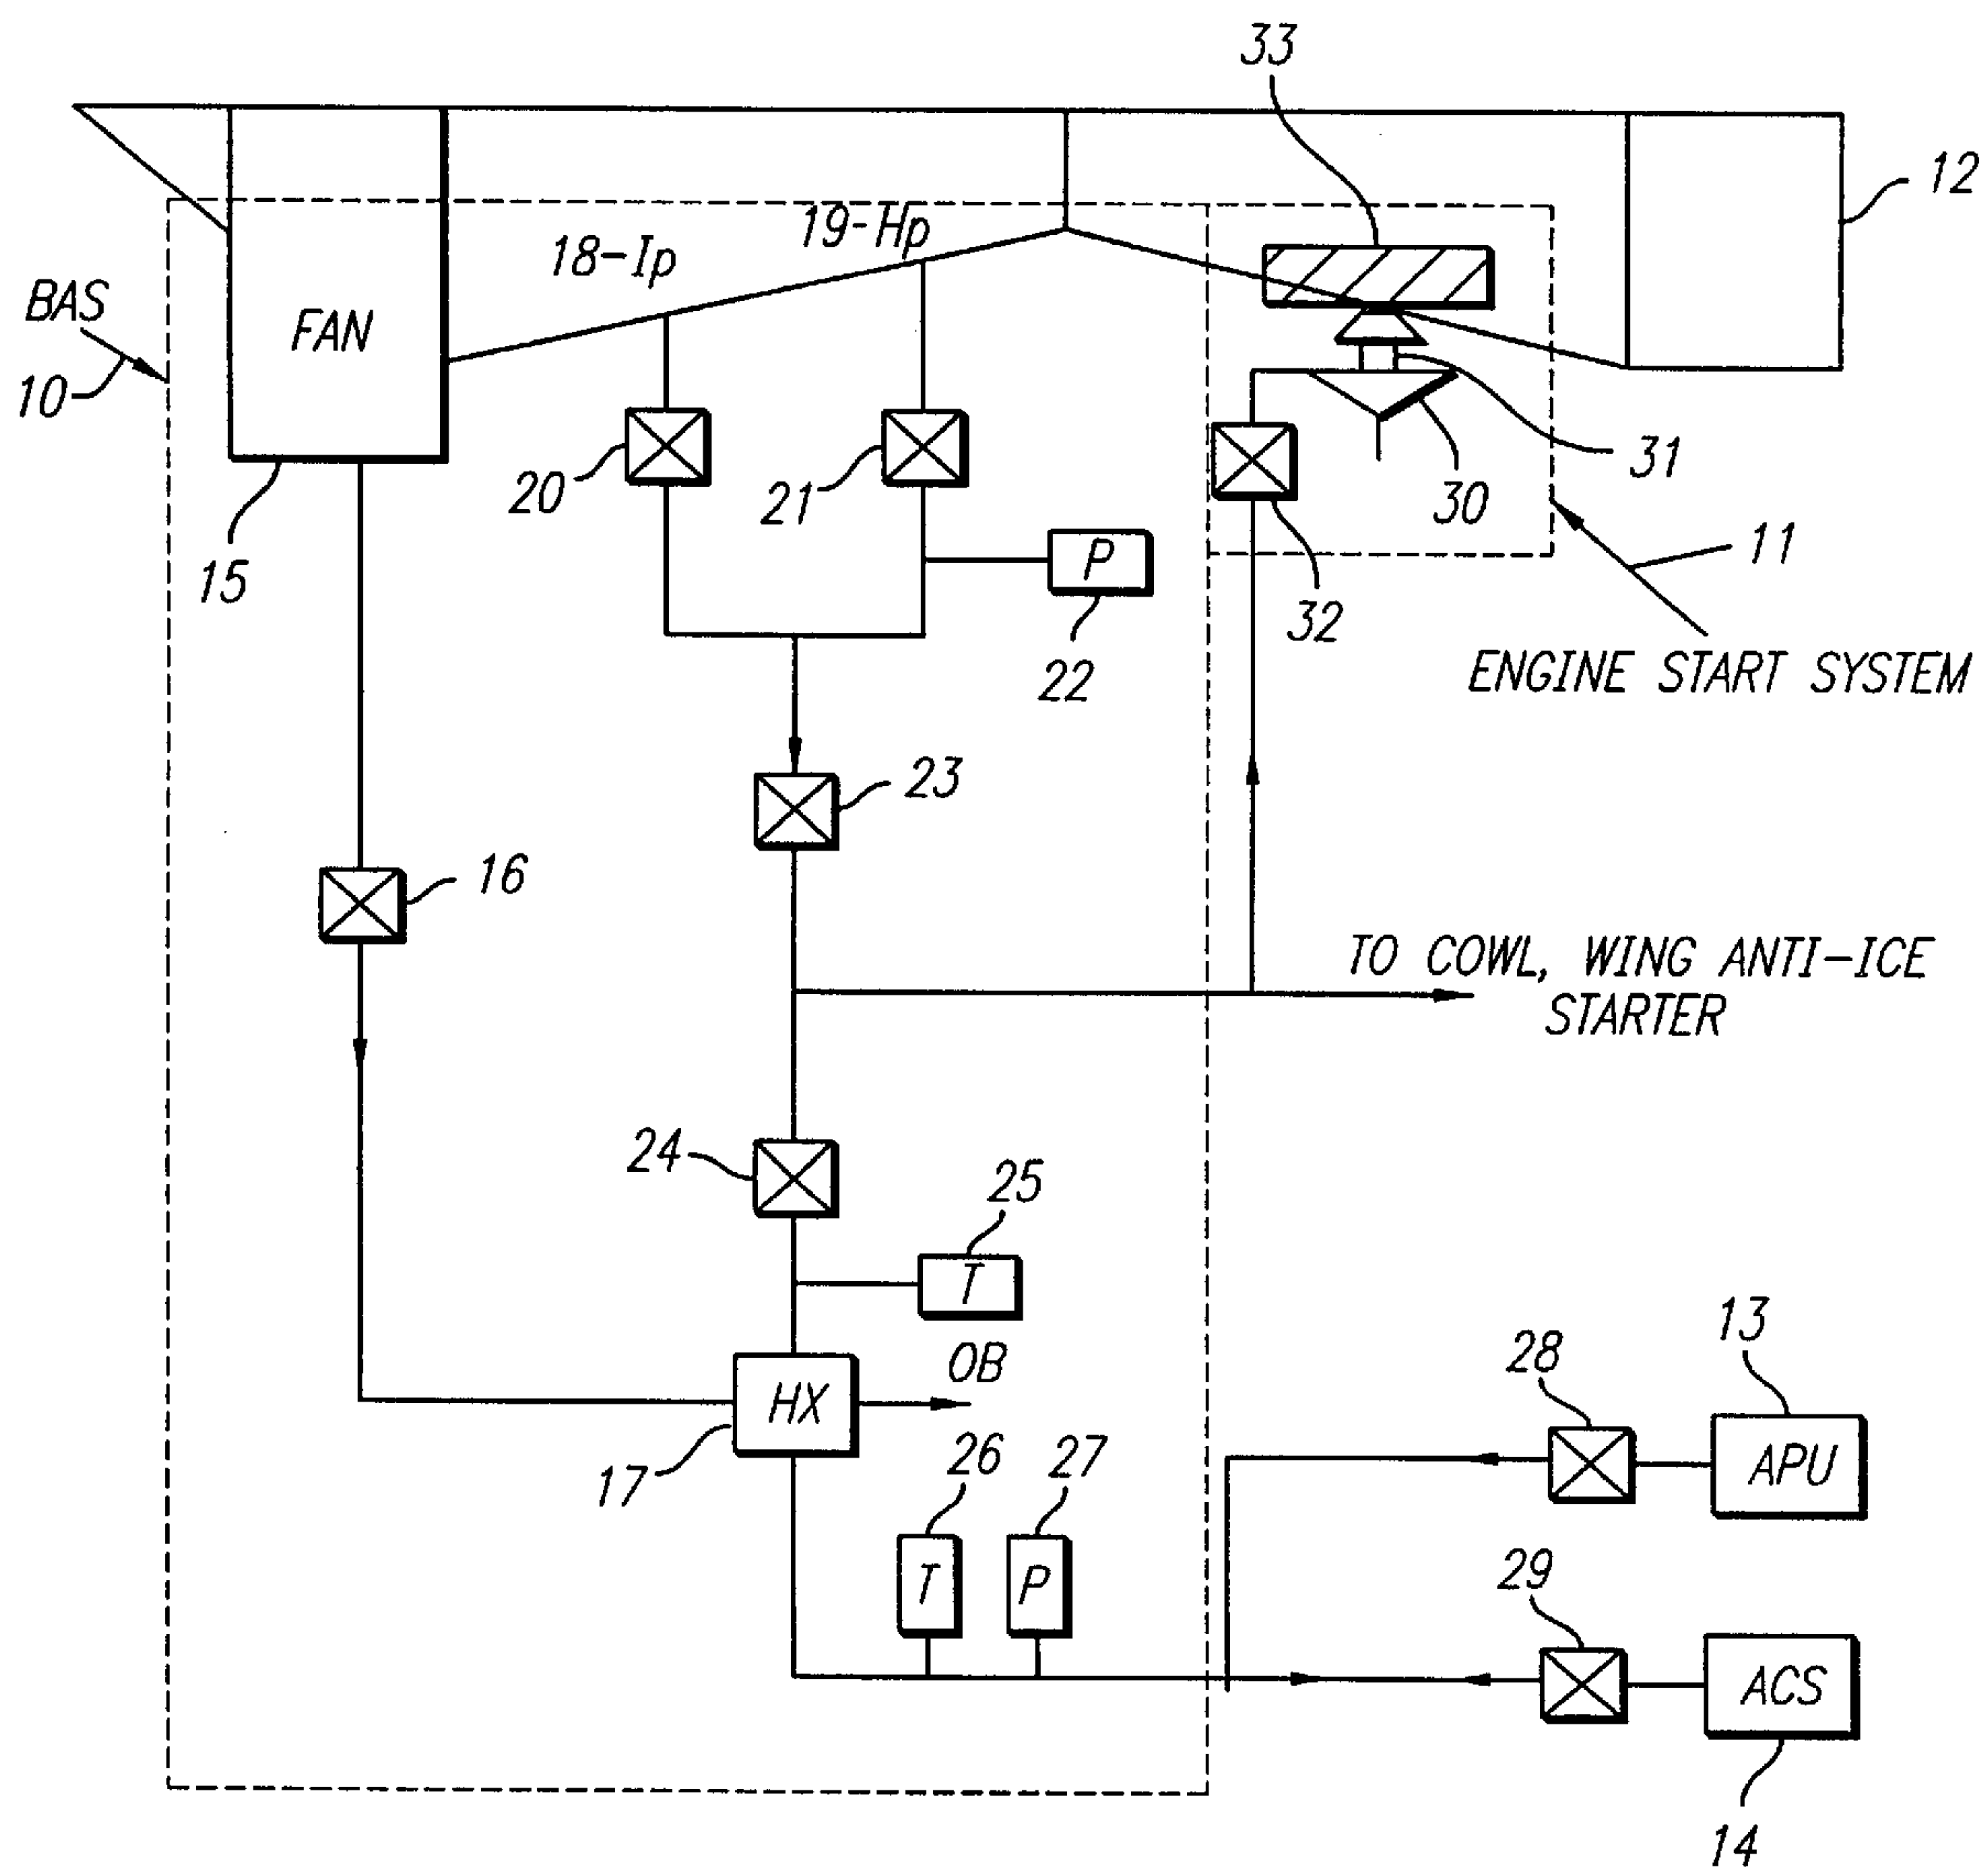 33
12
19-Hp
18-Ip
BAS
10
FAN
31
20
21
30
11
15
P
32
22
ENGINE START SYSTEM
23
16
TO COWL, WING ANTI-ICE
STARTER
24
25
T
13
28
OB
HX
26
27
APU
17
29
T
P
ACS
14